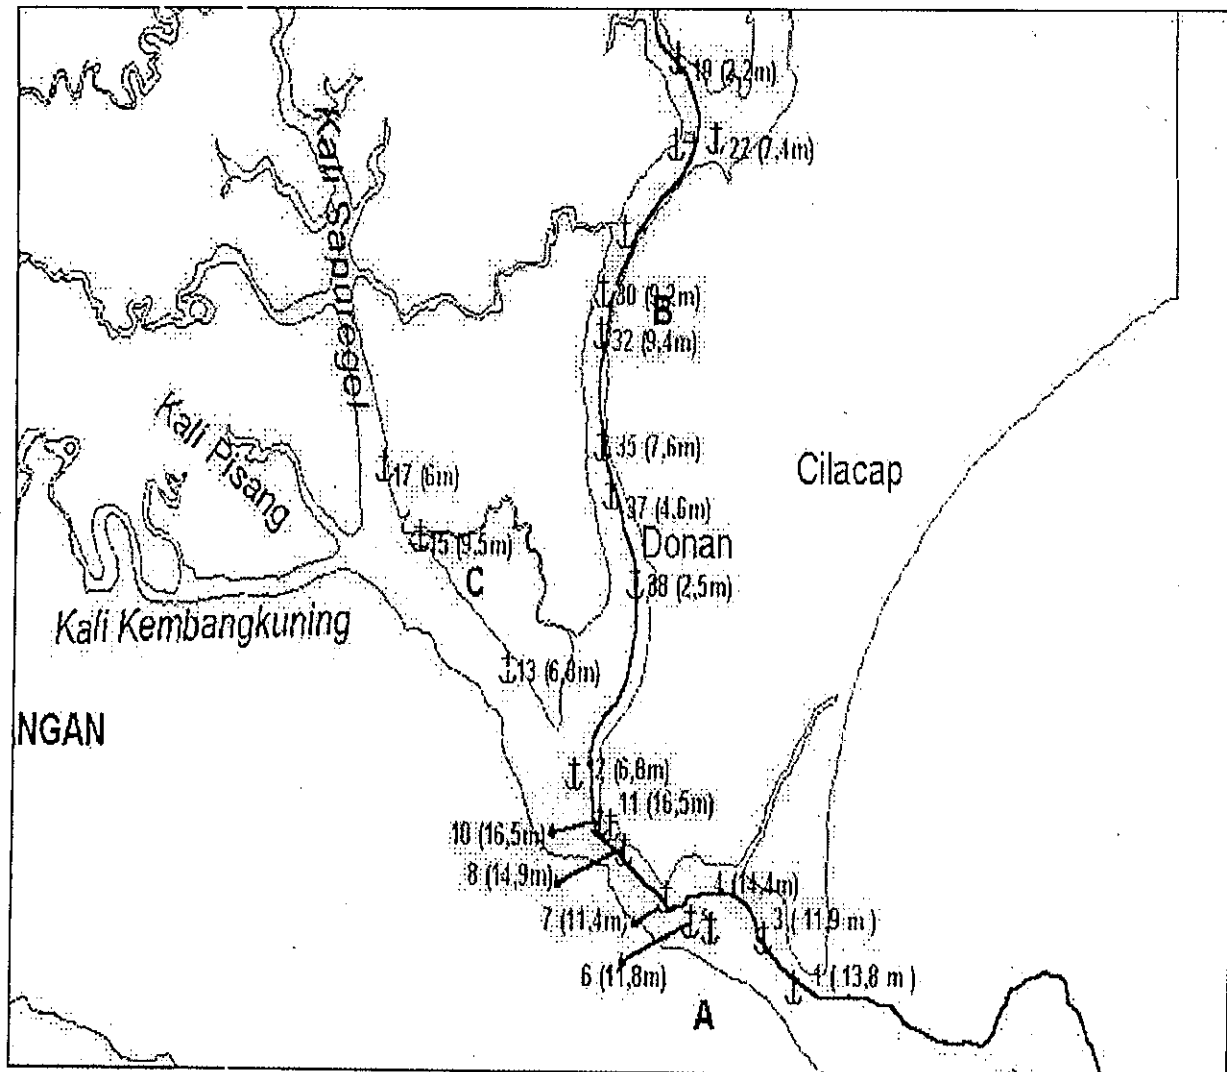 19 (2,2m)
22 (7,4m)
Kali Sapuregel
30 (9,2m)
B
32 (9,4m)
Kali Pisang
35 (7,6m)
Cilacap
17 (6m)
37 (4,6m)
15 (9,5m)
Donan
C
38 (2,5m)
Kali Kembangkuning
13 (6,8m)
NGAN
(6,8m)
11 (16,5m)
10 (16,5m)
8 (14,9m)
4 (14,4m)
7 (11,4m)
3 ( 11,9 m )
6 (11,8m)
1 ( 13,8 m )
A